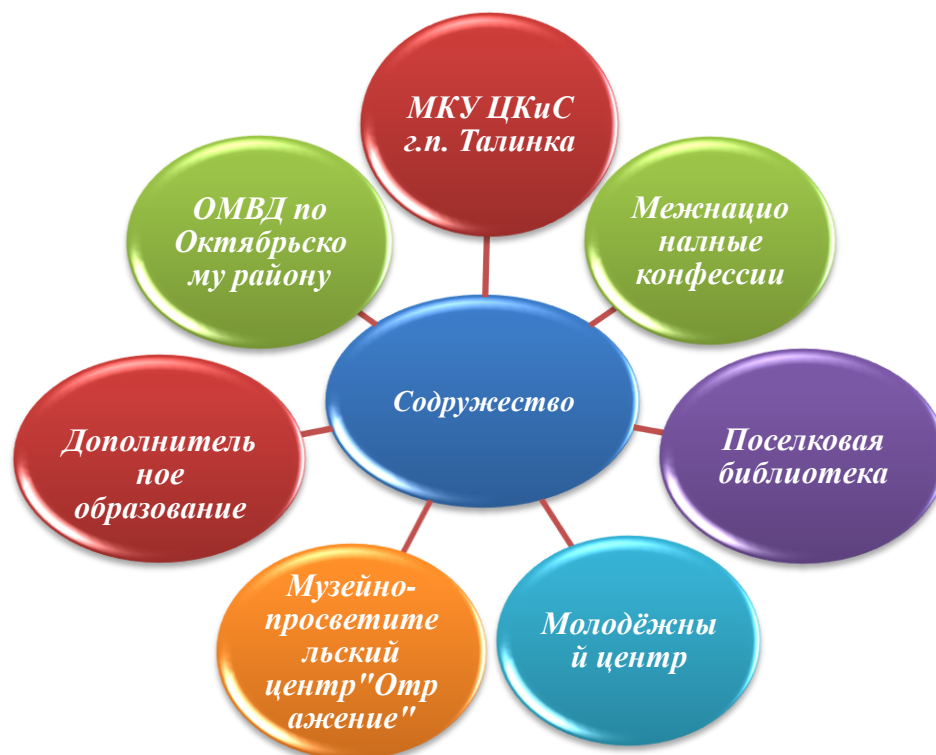 МКУ ЦКиС
г.п. Талинка
ОМВД по
Октябрьско
му району
Межнацио
налные
конфессии
Содружество
Дополнитель
ное
образование
Поселковая
библиотека
Музейно-
просветите
льский
центр"Отр
ажение"
Молодёжны
й центр